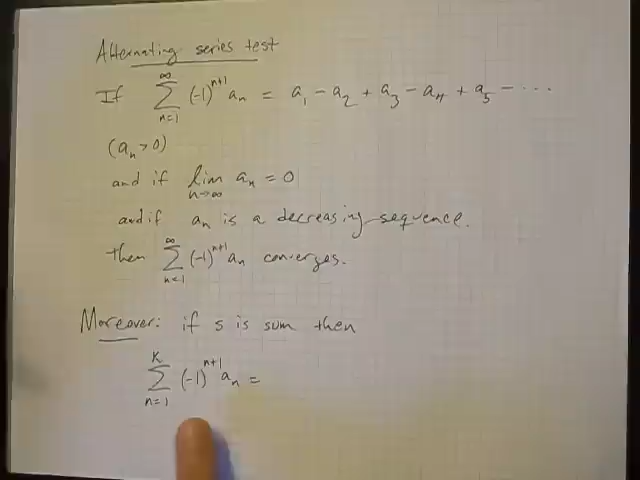 Alternating series test
If ∑_{n=1}^{∞} (-1)^{n+1} a_n = a_1 - a_2 + a_3 - a_4 + a_5 - ...
(a_n > 0)
and if lim_{n→∞} a_n = 0
and if a_n is a decreasing sequence.
then ∑_{n=1}^{∞} (-1)^{n+1} a_n converges.
Moreover: if s is sum then
∑_{n=1}^{K} (-1)^{n+1} a_n =